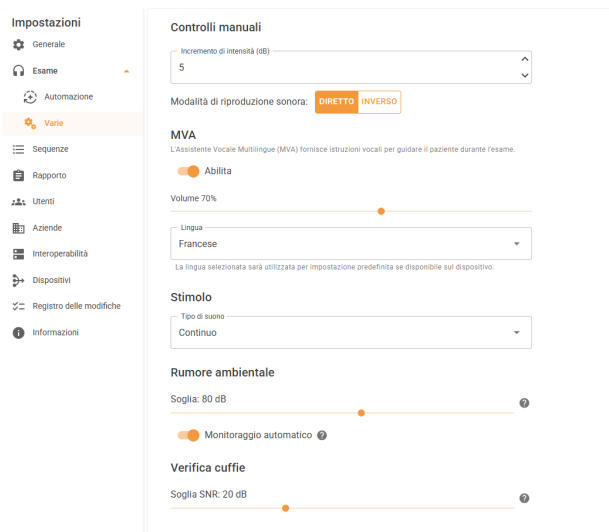 Impostazioni
Generale
Esame
Automazione
Varie
Sequenze
Rapporto
Utenti
Aziende
Interoperabilità
Dispositivi
Registro delle modifiche
Informazioni
Controlli manuali
Incremento di intensità (dB)
5
Modalità di riproduzione sonora: DIRETTO INVERSO
MVA
L'Assistente Vocale Multilingue (MVA) fornisce istruzioni vocali per guidare il paziente durante l'esame.
Abilita
Volume 70%
Lingua
Francese
La lingua selezionata sarà utilizzata per impostazione predefinita se disponibile sul dispositivo.
Stimolo
Tipo di suono
Continuo
Rumore ambientale
Soglia: 80 dB
?
Monitoraggio automatico ?
Verifica cuffie
Soglia SNR: 20 dB
?